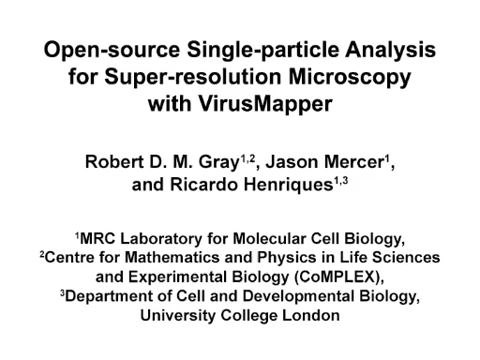 Open-source Single-particle Analysis
for Super-resolution Microscopy
with VirusMapper
Robert D. M. Gray1,2, Jason Mercer1,
and Ricardo Henriques1,3
1MRC Laboratory for Molecular Cell Biology,
2Centre for Mathematics and Physics in Life Sciences
and Experimental Biology (CoMPLEX),
3Department of Cell and Developmental Biology,
University College London